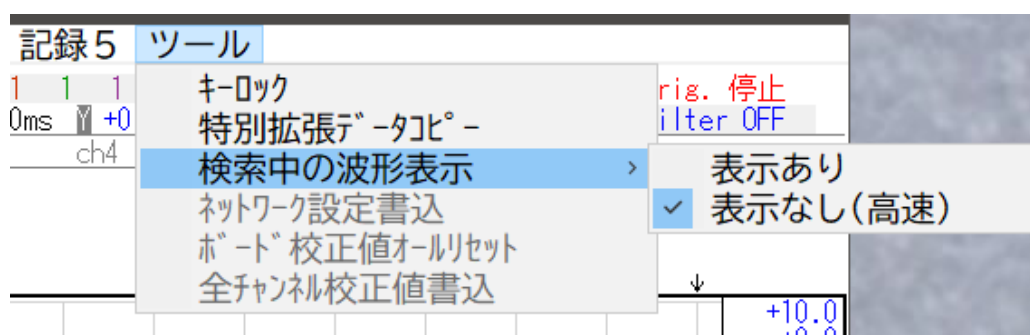 記録５ ツール
1 1 1 ｷｰﾛｯｸ rig. 停止
0ms Y +0 特別拡張ﾃﾞｰﾀｺﾋﾟｰ ilter OFF
ch4 検索中の波形表示 表示あり
ﾈｯﾄﾜｰｸ設定書込 表示なし(高速)
ﾎﾞｰﾄﾞ校正値ｵｰﾙﾘｾｯﾄ
全ﾁｬﾝﾈﾙ校正値書込
+10.0